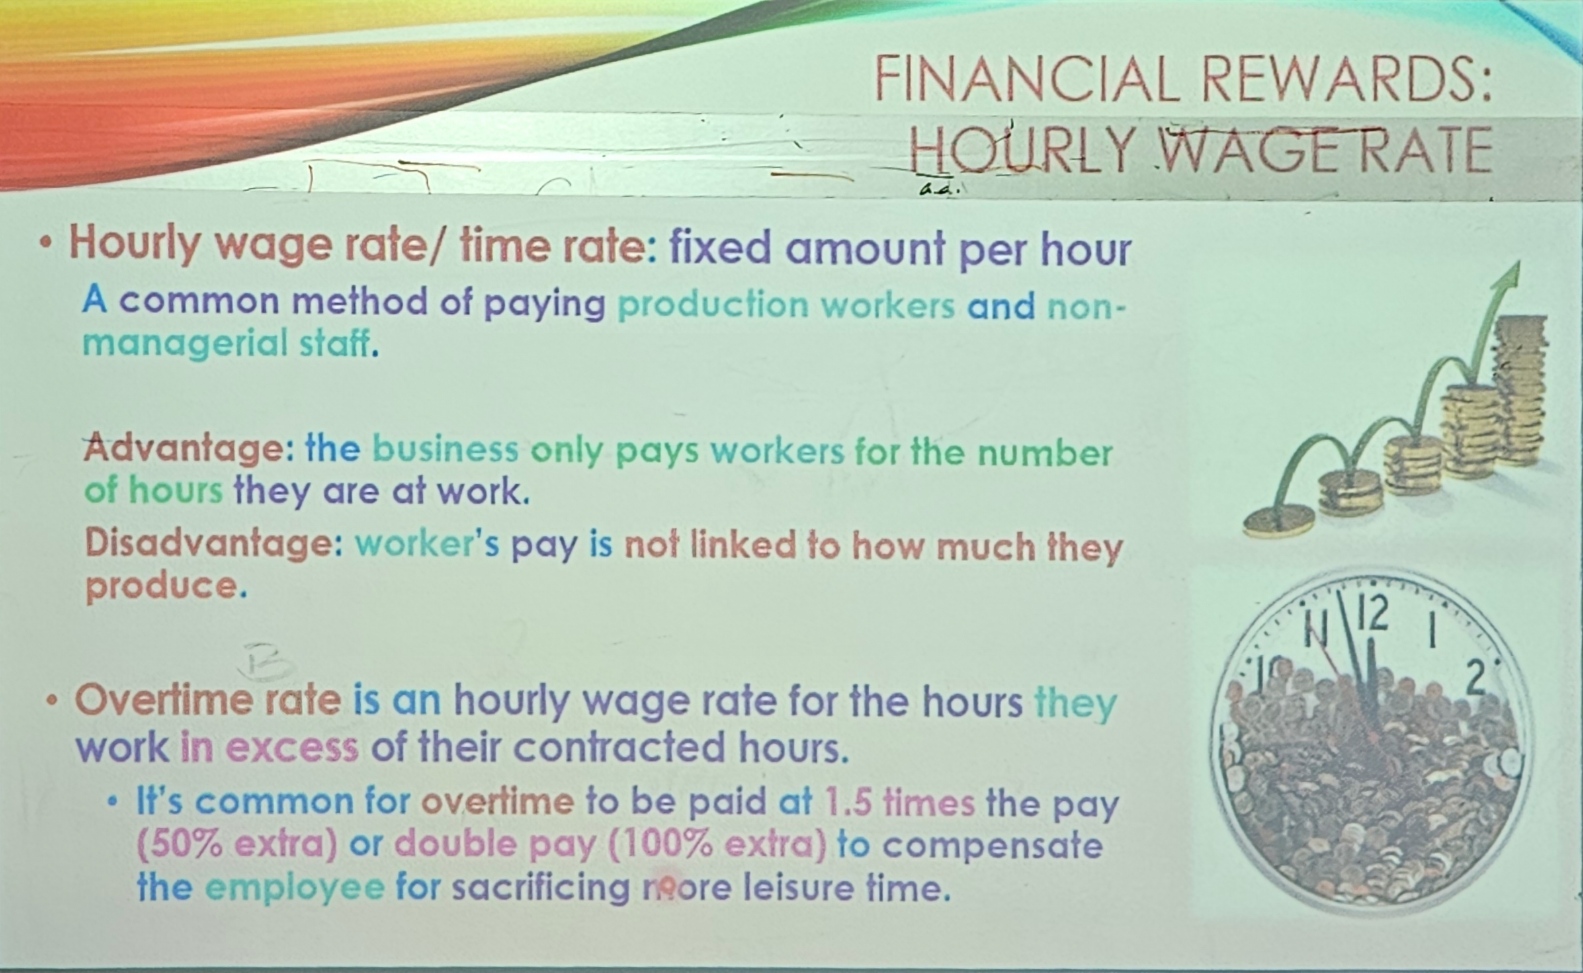 FINANCIAL REWARDS:
HOURLY WAGE RATE
• Hourly wage rate/ time rate: fixed amount per hour
A common method of paying production workers and non-
managerial staff.
Advantage: the business only pays workers for the number
of hours they are at work.
Disadvantage: worker's pay is not linked to how much they
produce.
B
• Overtime rate is an hourly wage rate for the hours they
work in excess of their contracted hours.
• It's common for overtime to be paid at 1.5 times the pay
(50% extra) or double pay (100% extra) to compensate
the employee for sacrificing more leisure time.
11 12 1
10 2